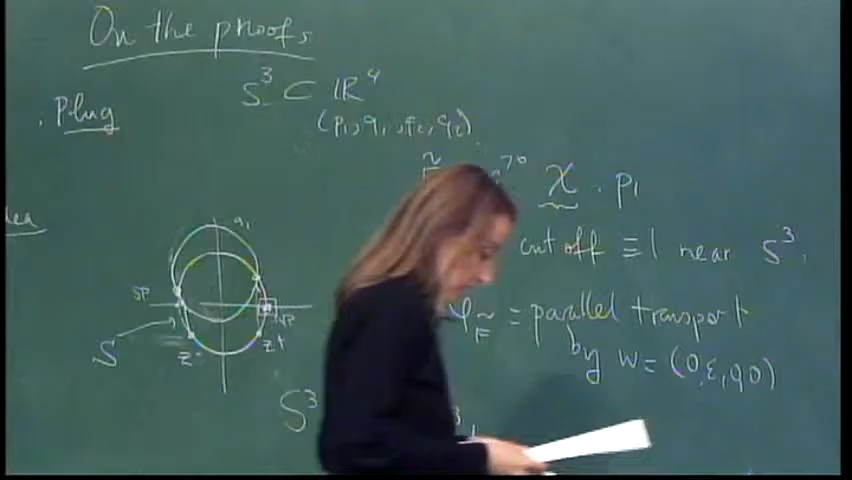 On the proofs
S³ ⊂ ℝ⁴
. Plug
(p₁, q₁, p₂, q₂)
χ · p₁
cut off ≡ 1 near S³.
q₁
SP
NP
φ_F̃ = parallel transport
by w = (0, ε, 0, 0)
S
z⁻
z⁺
S³